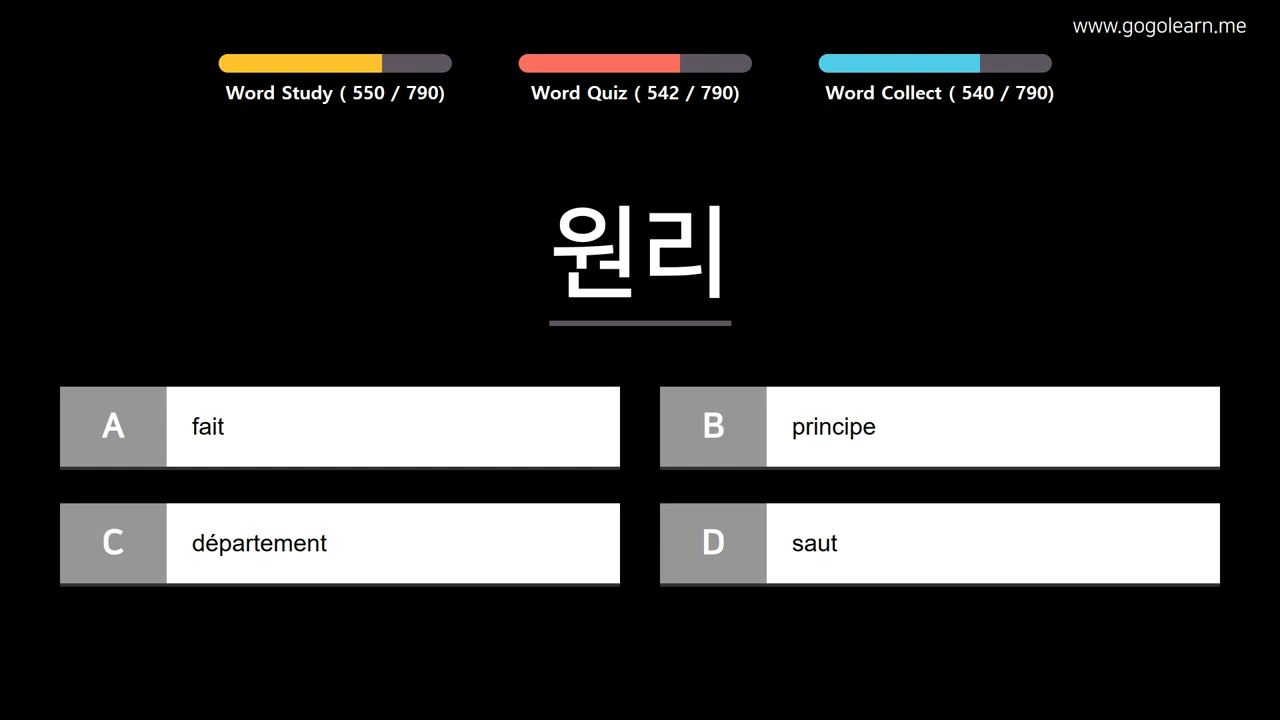 www.gogolearn.me
Word Study ( 550 / 790)
Word Quiz ( 542 / 790)
Word Collect ( 540 / 790)
원리
A fait
B principe
C département
D saut